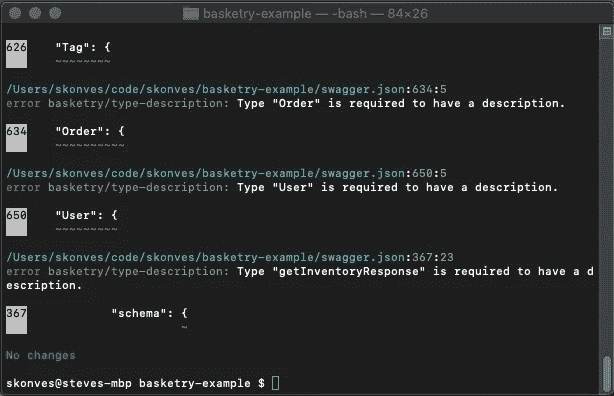 basketry-example — -bash — 84×26
626 "Tag": {
~~~~~~~~
/Users/skonves/code/skonves/basketry-example/swagger.json:634:5
error basketry/type-description: Type "Order" is required to have a description.
634 "Order": {
~~~~~~~~~~
/Users/skonves/code/skonves/basketry-example/swagger.json:650:5
error basketry/type-description: Type "User" is required to have a description.
650 "User": {
~~~~~~~~~
/Users/skonves/code/skonves/basketry-example/swagger.json:367:23
error basketry/type-description: Type "getInventoryResponse" is required to have a d
escription.
367 "schema": {
~
No changes
skonves@steves-mbp basketry-example $